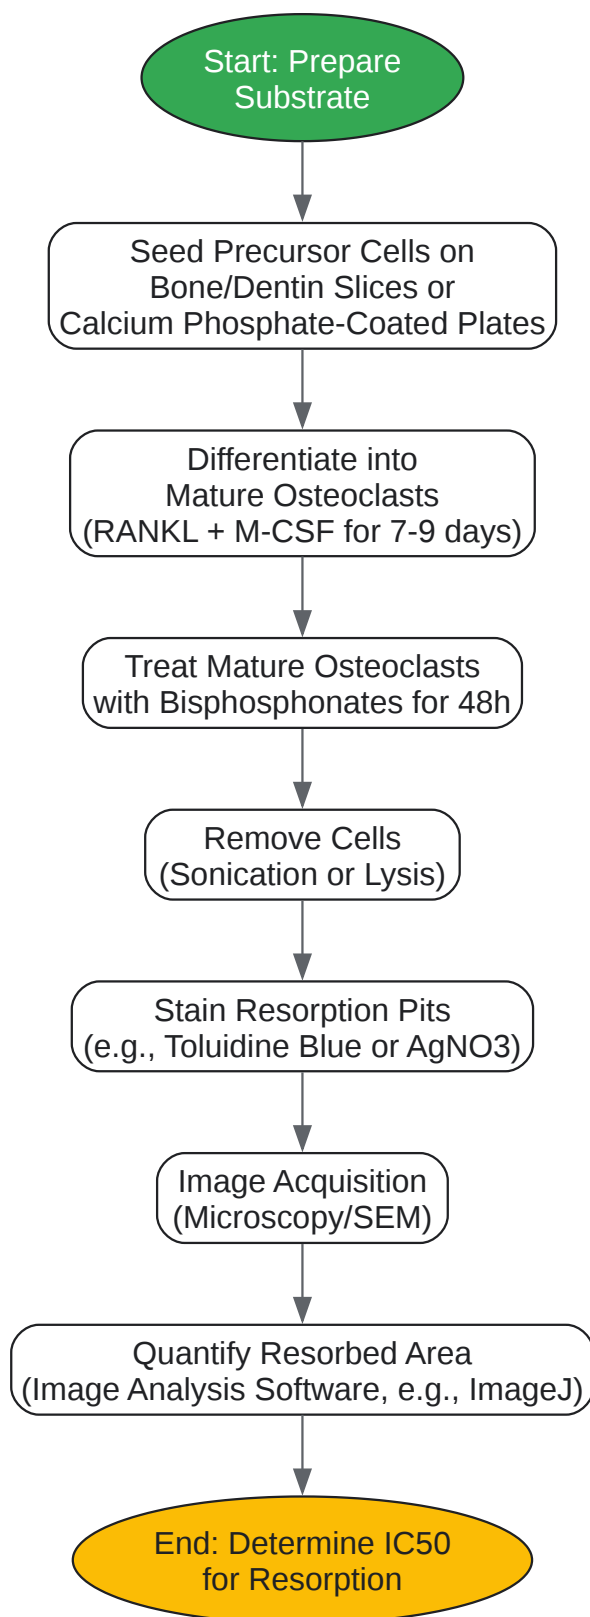 Start: Prepare
Substrate
Seed Precursor Cells on
Bone/Dentin Slices or
Calcium Phosphate-Coated Plates
Differentiate into
Mature Osteoclasts
(RANKL + M-CSF for 7-9 days)
Treat Mature Osteoclasts
with Bisphosphonates for 48h
Remove Cells
(Sonication or Lysis)
Stain Resorption Pits
(e.g., Toluidine Blue or AgNO3)
Image Acquisition
(Microscopy/SEM)
Quantify Resorbed Area
(Image Analysis Software, e.g., ImageJ)
End: Determine IC50
for Resorption